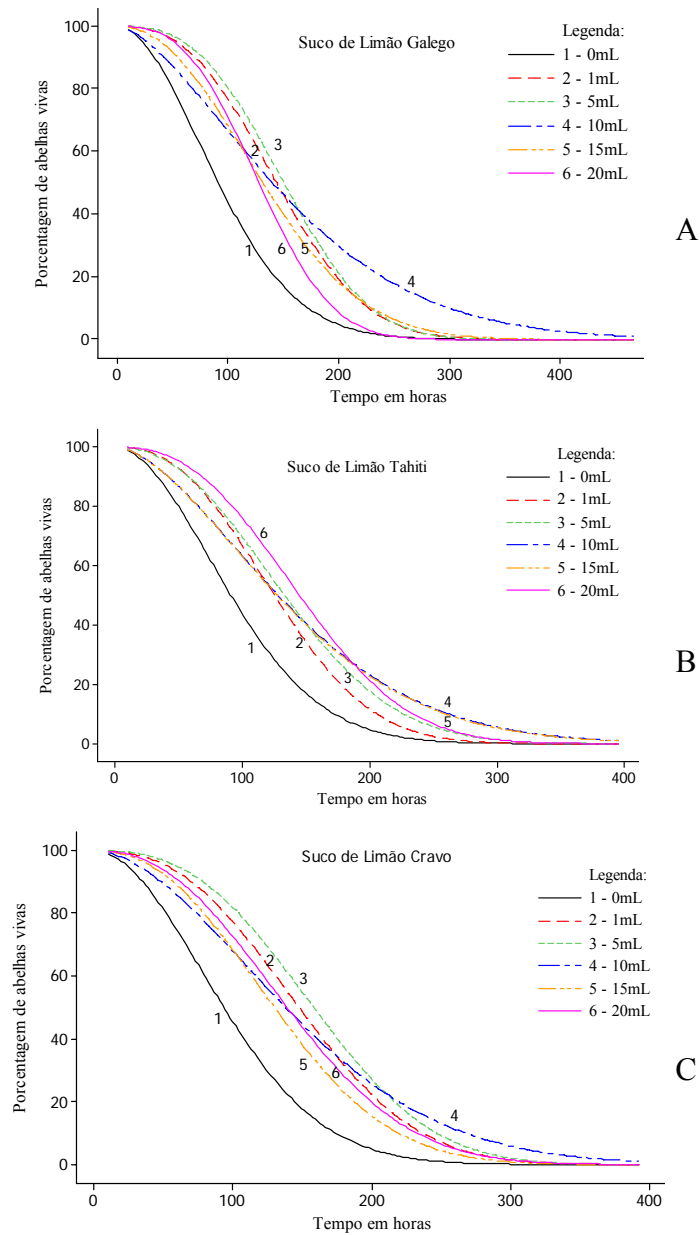 Suco de Limão Galego
Legenda:
1 - 0mL
2 - 1mL
3 - 5mL
4 - 10mL
5 - 15mL
6 - 20mL
Porcentagem de abelhas vivas
100
80
60
40
20
0
1
2
3
4
5
6
0
100
200
300
400
Tempo em horas
A
Suco de Limão Tahiti
Legenda:
1 - 0mL
2 - 1mL
3 - 5mL
4 - 10mL
5 - 15mL
6 - 20mL
Porcentagem de abelhas vivas
100
80
60
40
20
0
6
1
2
3
4
5
0
100
200
300
400
Tempo em horas
B
Suco de Limão Cravo
Legenda:
1 - 0mL
2 - 1mL
3 - 5mL
4 - 10mL
5 - 15mL
6 - 20mL
Porcentagem de abelhas vivas
100
80
60
40
20
0
1
2
3
4
5
6
0
100
200
300
400
Tempo em horas
C